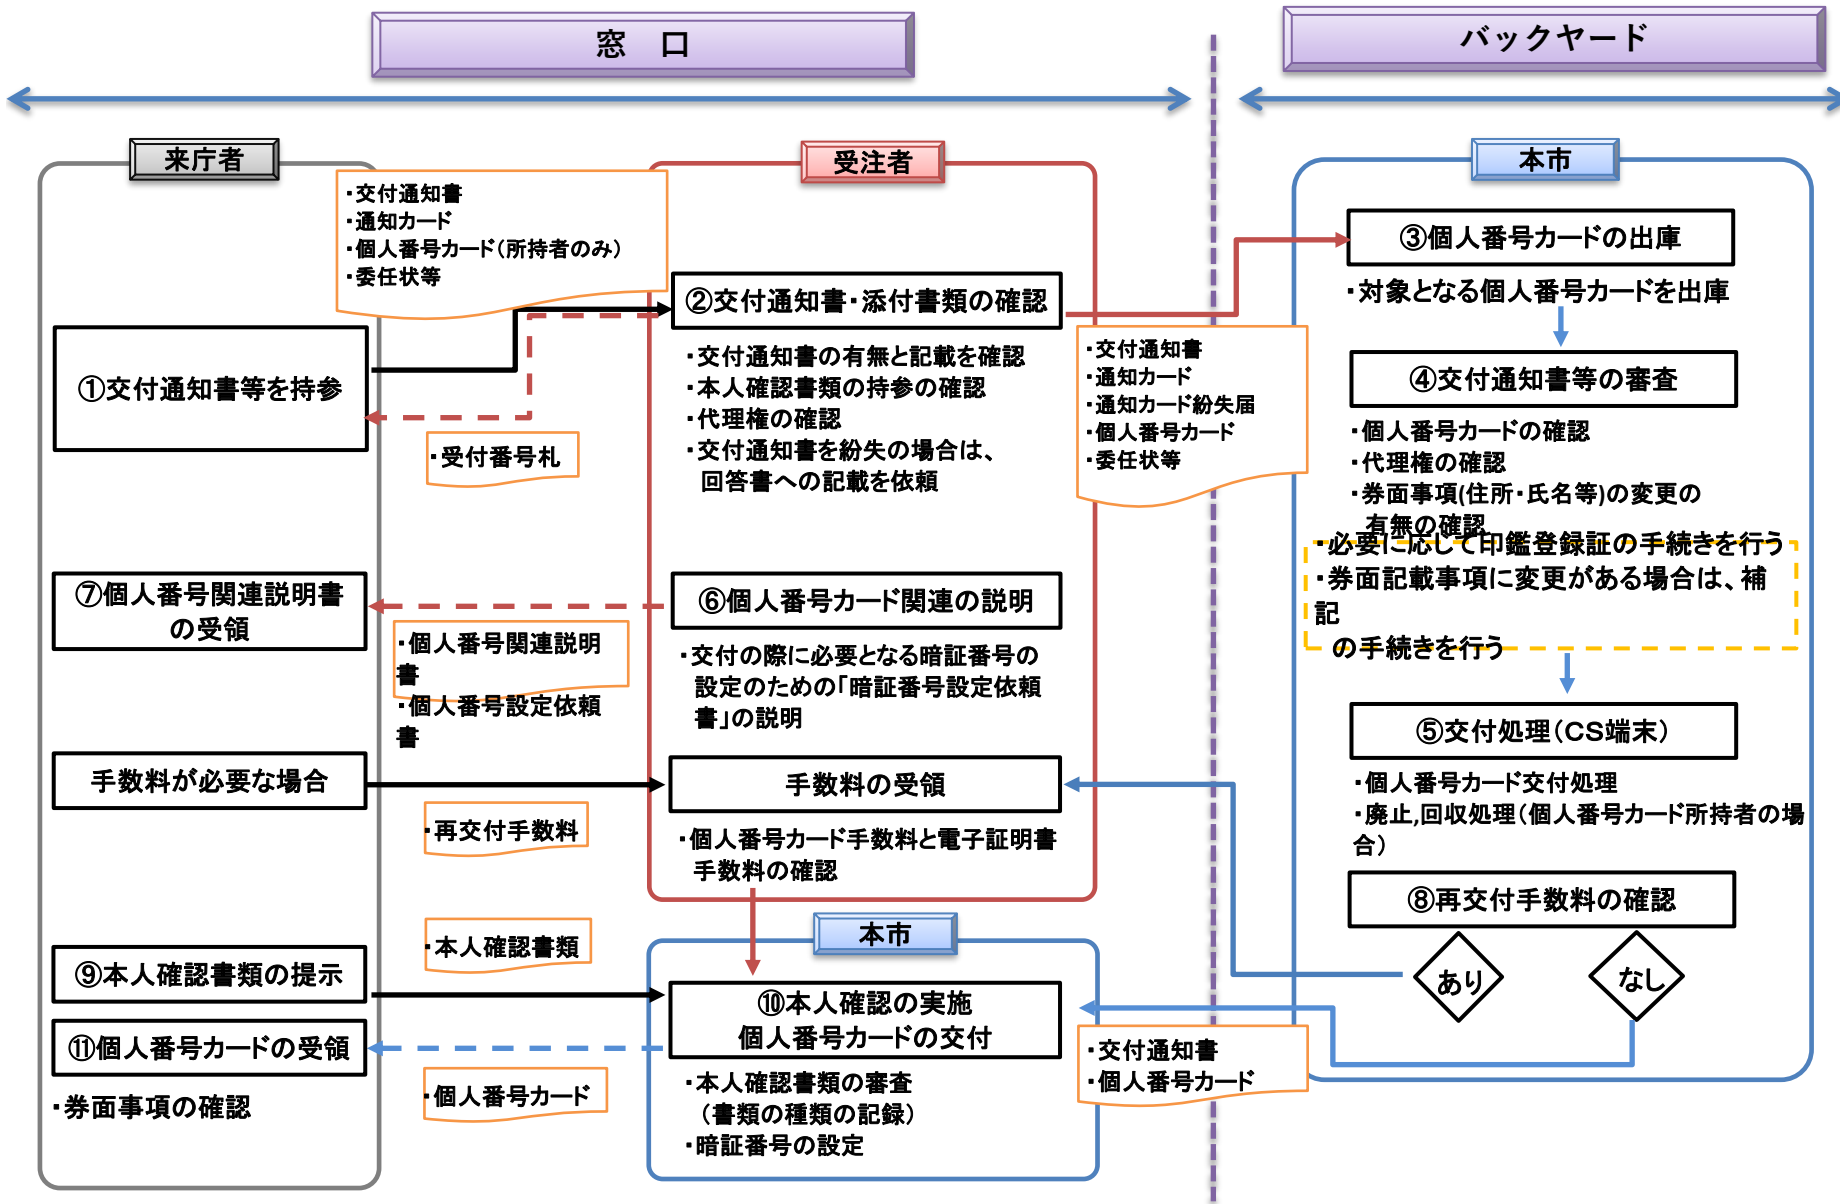 窓　口
バックヤード
来庁者
受注者
本市
・交付通知書
・通知カード
・個人番号カード(所持者のみ)
・委任状等
①交付通知書等を持参
・受付番号札
②交付通知書・添付書類の確認
・交付通知書の有無と記載を確認
・本人確認書類の持参の確認
・代理権の確認
・交付通知書を紛失の場合は、
回答書への記載を依頼
・交付通知書
・通知カード
・通知カード紛失届
・個人番号カード
・委任状等
③個人番号カードの出庫
・対象となる個人番号カードを出庫
④交付通知書等の審査
・個人番号カードの確認
・代理権の確認
・券面事項(住所・氏名等)の変更の
有無の確認
・必要に応じて印鑑登録証の手続きを行う
・券面記載事項に変更がある場合は、補
記
の手続きを行う
⑤交付処理(CS端末)
・個人番号カード交付処理
・廃止,回収処理(個人番号カード所持者の場
合)
⑦個人番号関連説明書
の受領
・個人番号関連説明
書
・個人番号設定依頼
書
⑥個人番号カード関連の説明
・交付の際に必要となる暗証番号の
設定のための「暗証番号設定依頼
書」の説明
手数料が必要な場合
・再交付手数料
手数料の受領
・個人番号カード手数料と電子証明書
手数料の確認
⑧再交付手数料の確認
あり
なし
本市
⑨本人確認書類の提示
・本人確認書類
⑩本人確認の実施
個人番号カードの交付
・本人確認書類の審査
(書類の種類の記録)
・暗証番号の設定
・交付通知書
・個人番号カード
⑪個人番号カードの受領
・券面事項の確認
・個人番号カード